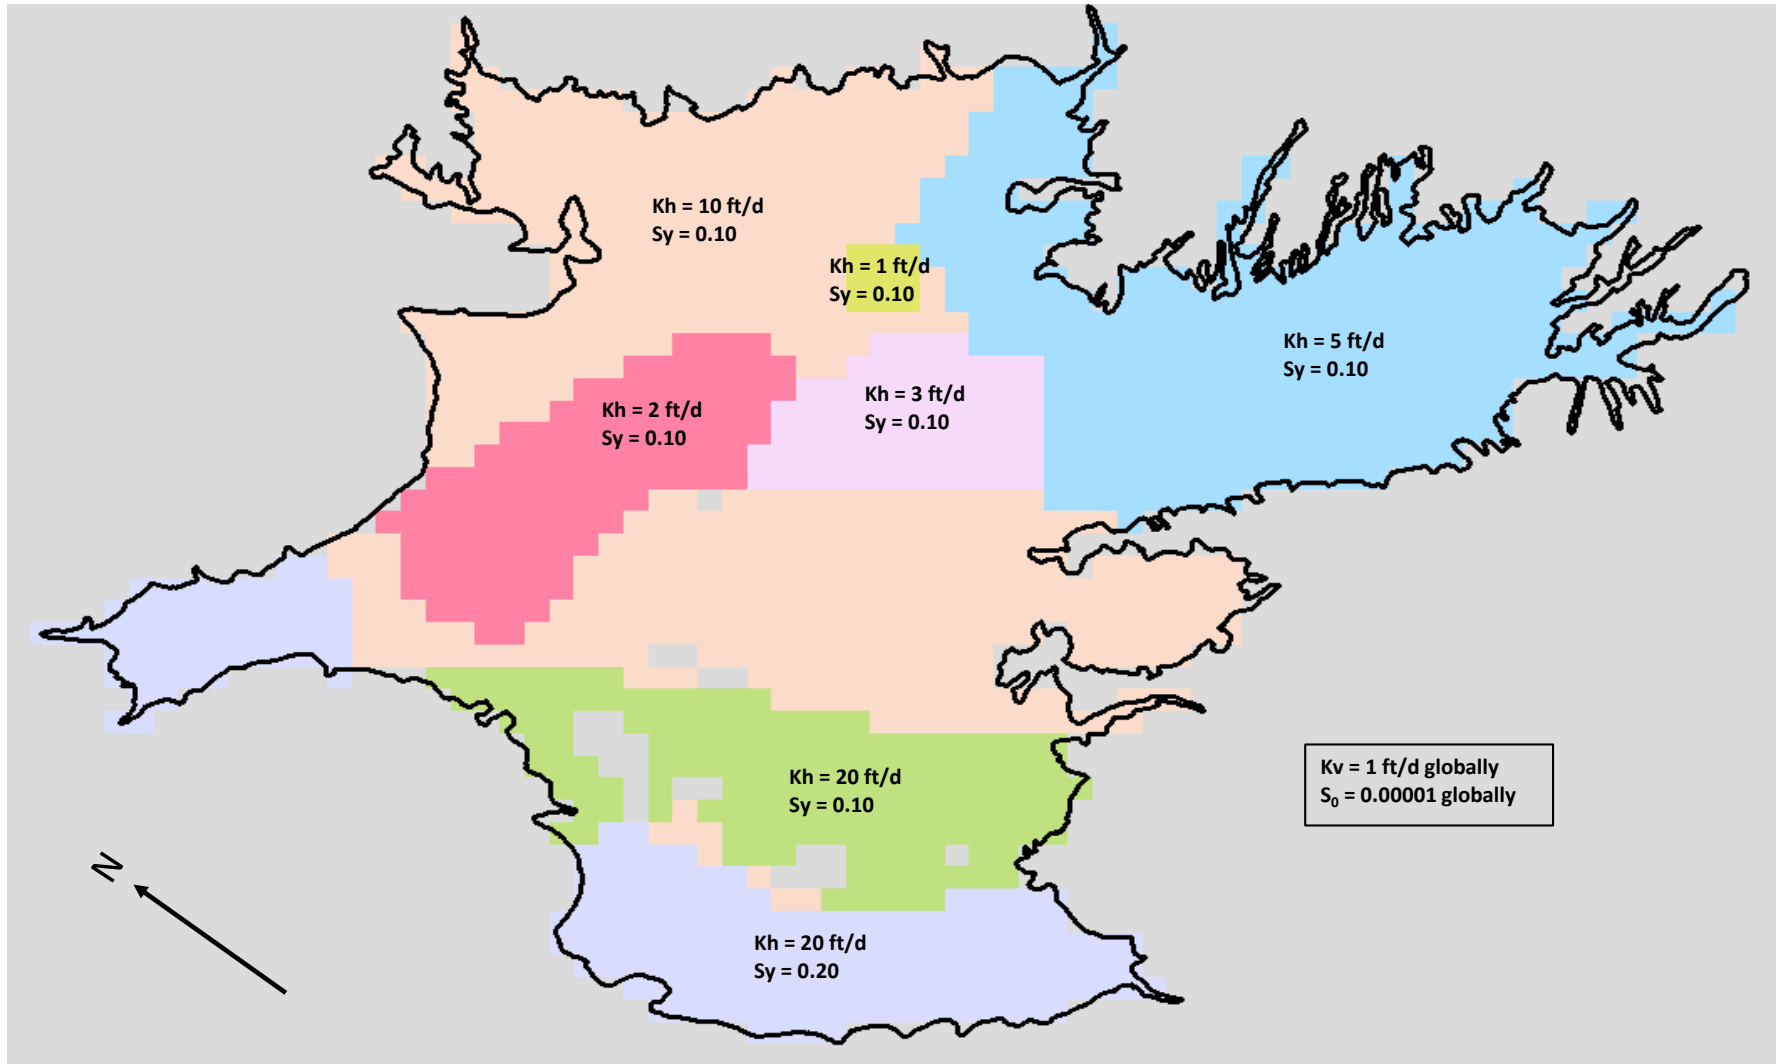 Kh = 10 ft/d
Sy = 0.10
Kh = 1 ft/d
Sy = 0.10
Kh = 5 ft/d
Sy = 0.10
Kh = 3 ft/d
Sy = 0.10
Kh = 2 ft/d
Sy = 0.10
Kv = 1 ft/d globally
S₀ = 0.00001 globally
Kh = 20 ft/d
Sy = 0.10
N
Kh = 20 ft/d
Sy = 0.20